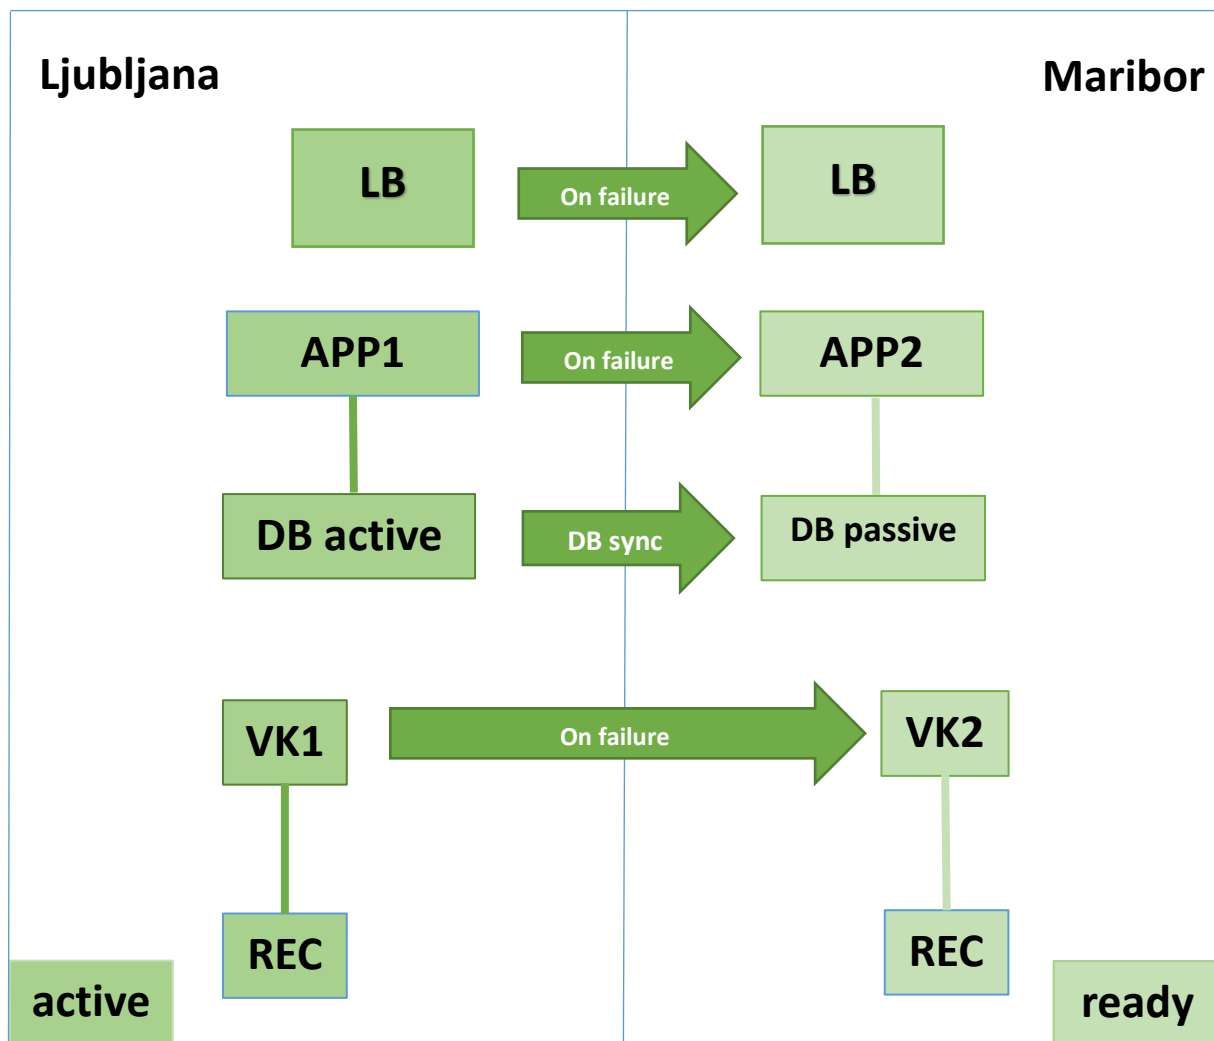 Ljubljana
Maribor
LB
On failure
LB
APP1
On failure
APP2
DB active
DB sync
DB passive
VK1
On failure
VK2
REC
REC
active
ready